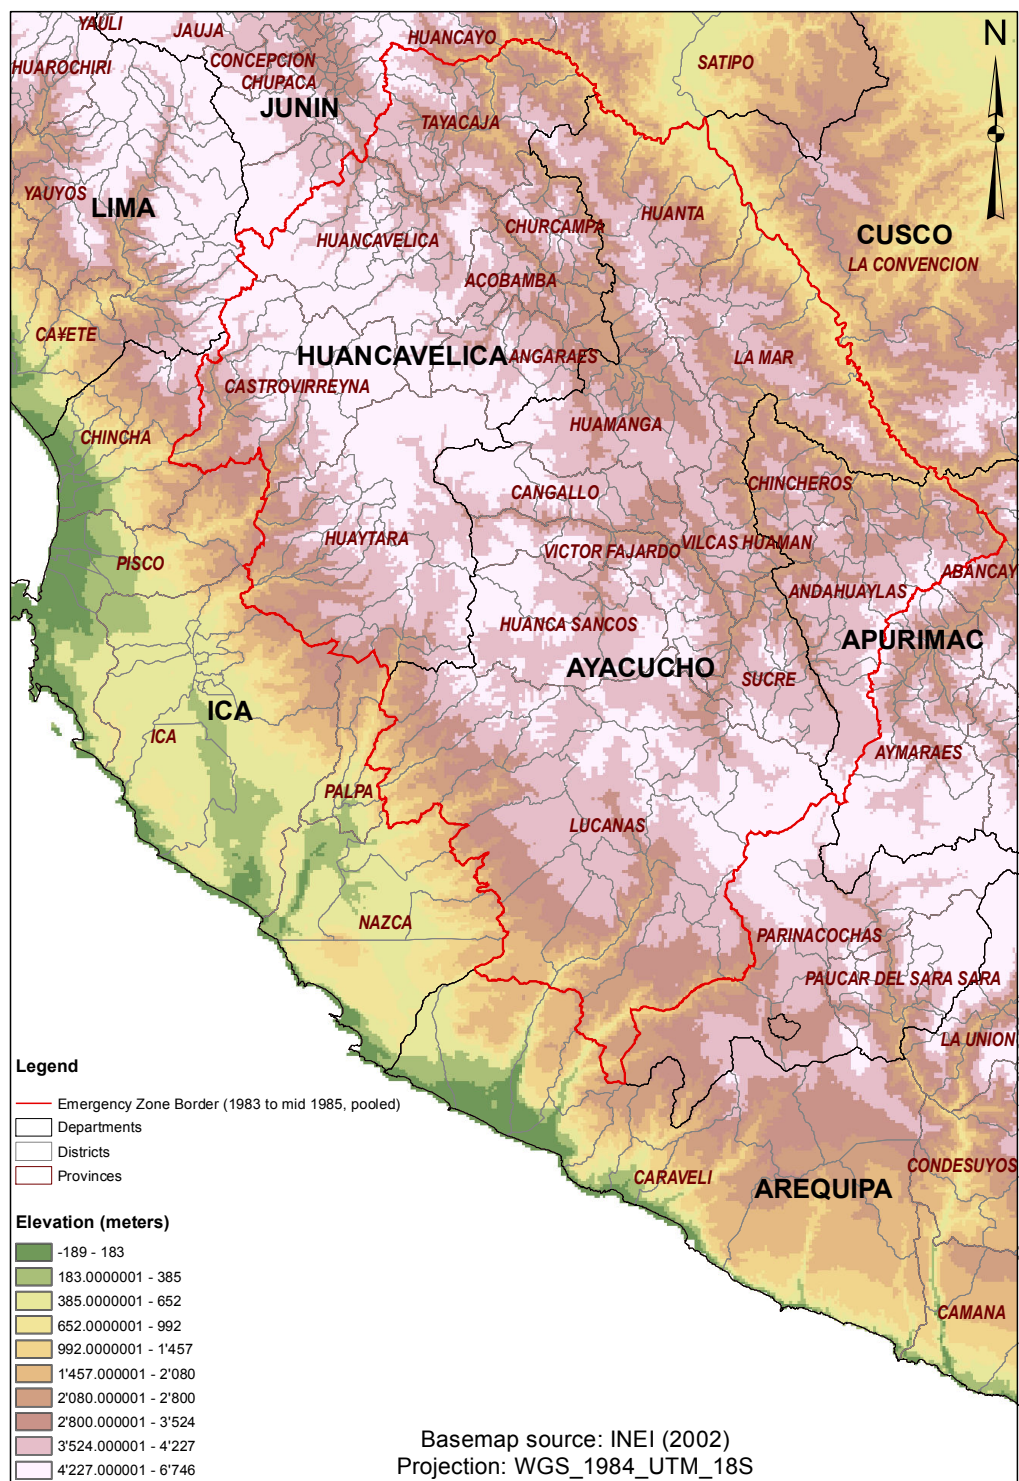 YAULI
JAUJA
HUANCAYO
N
HUAROCHIRI
CONCEPCION
SATIPO
CHUPACA
JUNIN
TAYACAJA
YAUYOS
LIMA
HUANTA
CHURCAMPA
HUANCAVELICA
CUSCO
LA CONVENCION
ACOBAMBA
CA¥ETE
HUANCAVELICA
ANGARAES
LA MAR
CASTROVIRREYNA
CHINCHA
HUAMANGA
CHINCHEROS
CANGALLO
HUAYTARA
VICTOR FAJARDO
VILCAS HUAMAN
PISCO
ABANCAY
ANDAHUAYLAS
HUANCA SANCOS
APURIMAC
AYACUCHO
SUCRE
ICA
ICA
AYMARAES
PALPA
LUCANAS
NAZCA
PARINACOCHAS
PAUCAR DEL SARA SARA
LA UNION
CONDESUYOS
CARAVELI
AREQUIPA
CAMANA
Legend
Emergency Zone Border (1983 to mid 1985, pooled)
Departments
Districts
Provinces
Elevation (meters)
-189 - 183
183.0000001 - 385
385.0000001 - 652
652.0000001 - 992
992.0000001 - 1'457
1'457.000001 - 2'080
2'080.000001 - 2'800
2'800.000001 - 3'524
3'524.000001 - 4'227
4'227.000001 - 6'746
Basemap source: INEI (2002)
Projection: WGS_1984_UTM_18S